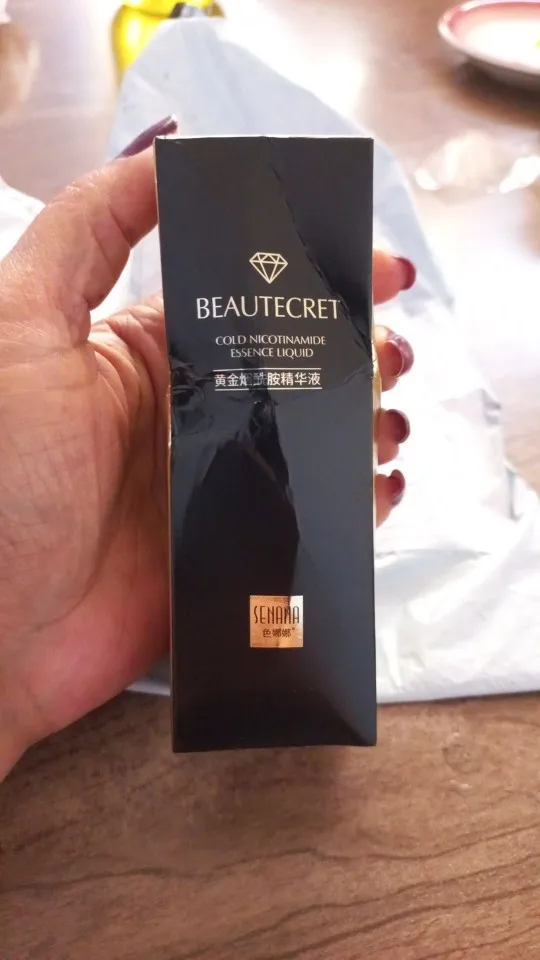 BEAUTECRET
COLD NICOTINAMIDE
ESSENCE LIQUID
黄金烟酰胺精华液
SENANA
色娜娜